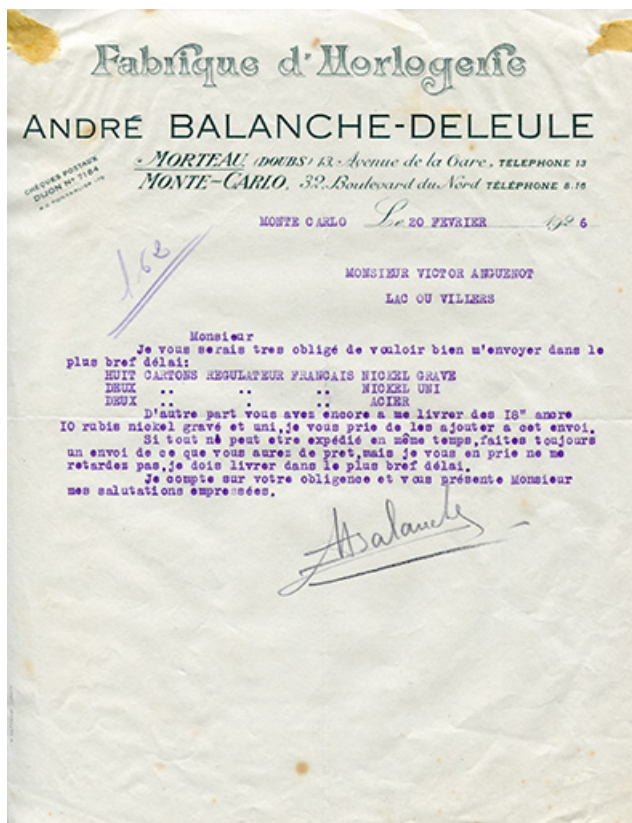 Fabrique d'Horlogerie
ANDRÉ BALANCHE-DELEULE
MORTEAU (DOUBS) 13, Avenue de la Gare, TÉLÉPHONE 13
MONTE-CARLO, 32, Boulevard du Nord TÉLÉPHONE 8.16
CHÈQUES POSTAUX
DIJON N° 7184
MONTE CARLO Le 20 FEVRIER 1926
162
MONSIEUR VICTOR ANGUENOT
LAC OU VILLERS
Monsieur
Je vous serais tres obligé de vouloir bien m'envoyer dans le
plus bref délai:
HUIT CARTONS REGULATEUR FRANCAIS NICKEL GRAVE
DEUX .. .. .. NICKEL UNI
DEUX .. .. .. ACIER
D'autre part vous avez encore a me livrer des I8" ancre
IO rubis nickel gravé et uni, je vous prie de les ajouter a cet envoi.
Si tout ne peut etre expédié en même temps, faites toujours
un envoi de ce que vous aurez de pret, mais je vous en prie ne me
retardez pas, je dois livrer dans le plus bref délai.
Je compte sur votre obligence et vous présente Monsieur
mes salutations empressées.
ABalanche